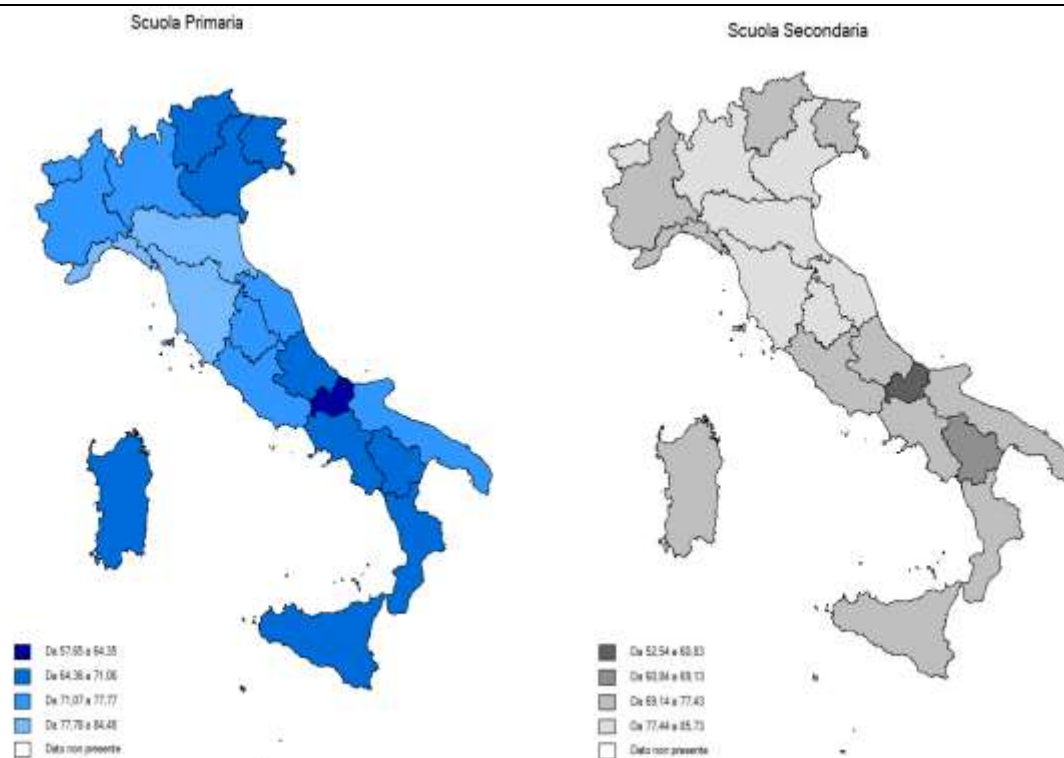 Scuola Primaria
Da 57,65 a 64,35
Da 64,36 a 71,06
Da 71,07 a 77,77
Da 77,78 a 84,48
Dato non presente
Scuola Secondaria
Da 52,54 a 60,83
Da 60,84 a 69,13
Da 69,14 a 77,43
Da 77,44 a 85,73
Dato non presente